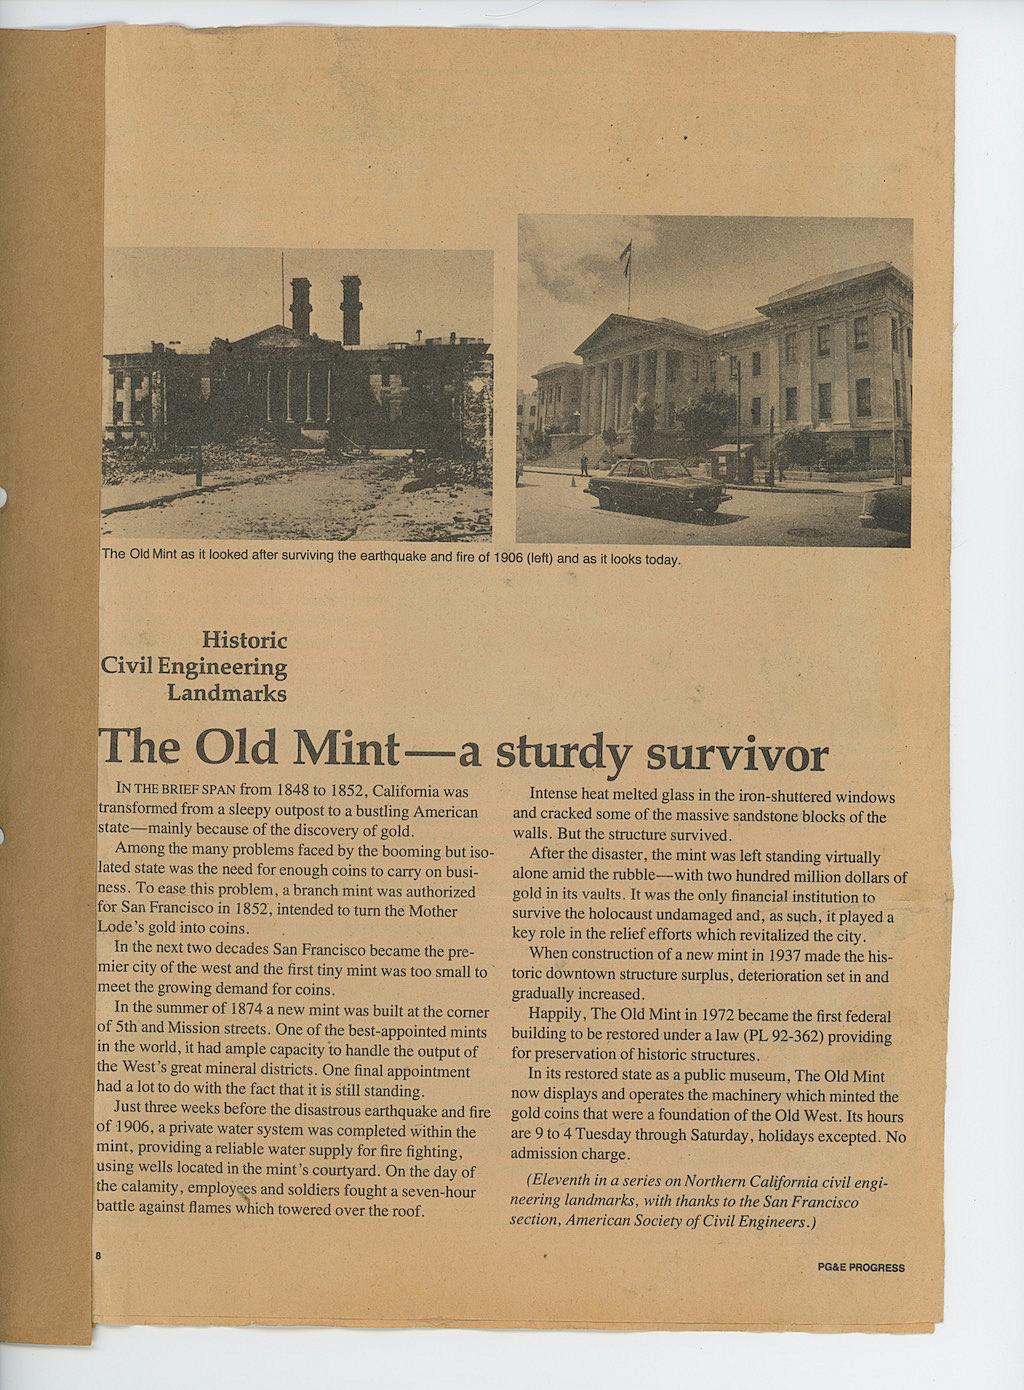 The Old Mint as it looked after surviving the earthquake and fire of 1906 (left) and as it looks today.
Historic
Civil Engineering
Landmarks
The Old Mint—a sturdy survivor
IN THE BRIEF SPAN from 1848 to 1852, California was
transformed from a sleepy outpost to a bustling American
state—mainly because of the discovery of gold.
Among the many problems faced by the booming but iso-
lated state was the need for enough coins to carry on busi-
ness. To ease this problem, a branch mint was authorized
for San Francisco in 1852, intended to turn the Mother
Lode's gold into coins.
In the next two decades San Francisco became the pre-
mier city of the west and the first tiny mint was too small to
meet the growing demand for coins.
In the summer of 1874 a new mint was built at the corner
of 5th and Mission streets. One of the best-appointed mints
in the world, it had ample capacity to handle the output of
the West's great mineral districts. One final appointment
had a lot to do with the fact that it is still standing.
Just three weeks before the disastrous earthquake and fire
of 1906, a private water system was completed within the
mint, providing a reliable water supply for fire fighting,
using wells located in the mint's courtyard. On the day of
the calamity, employees and soldiers fought a seven-hour
battle against flames which towered over the roof.
Intense heat melted glass in the iron-shuttered windows
and cracked some of the massive sandstone blocks of the
walls. But the structure survived.
After the disaster, the mint was left standing virtually
alone amid the rubble—with two hundred million dollars of
gold in its vaults. It was the only financial institution to
survive the holocaust undamaged and, as such, it played a
key role in the relief efforts which revitalized the city.
When construction of a new mint in 1937 made the his-
toric downtown structure surplus, deterioration set in and
gradually increased.
Happily, The Old Mint in 1972 became the first federal
building to be restored under a law (PL 92-362) providing
for preservation of historic structures.
In its restored state as a public museum, The Old Mint
now displays and operates the machinery which minted the
gold coins that were a foundation of the Old West. Its hours
are 9 to 4 Tuesday through Saturday, holidays excepted. No
admission charge.
(Eleventh in a series on Northern California civil engi-
neering landmarks, with thanks to the San Francisco
section, American Society of Civil Engineers.)
8
PG&E PROGRESS